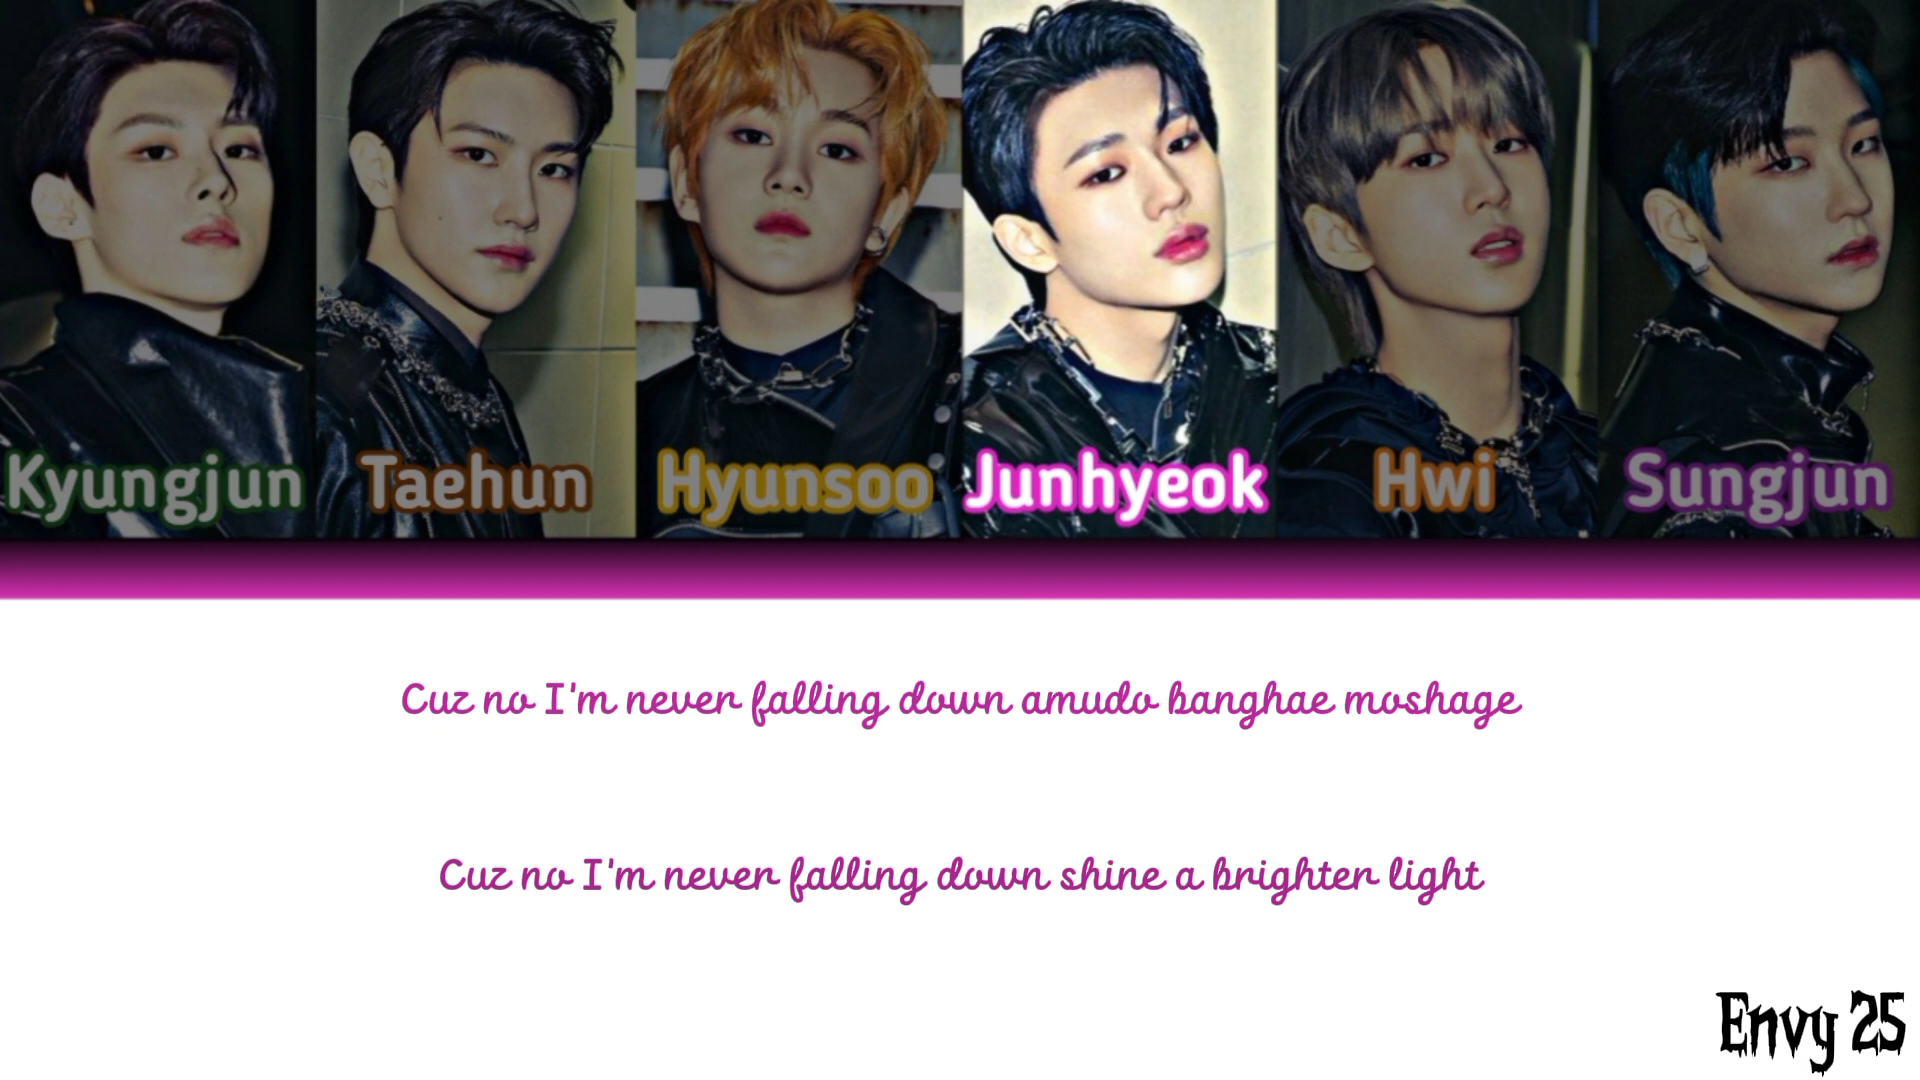 Kyungjun Taehun Hyunsoo Junhyeok Hwi Sungjun
Cuz no I'm never falling down amudo banghae moshage
Cuz no I'm never falling down shine a brighter light
Envy 25